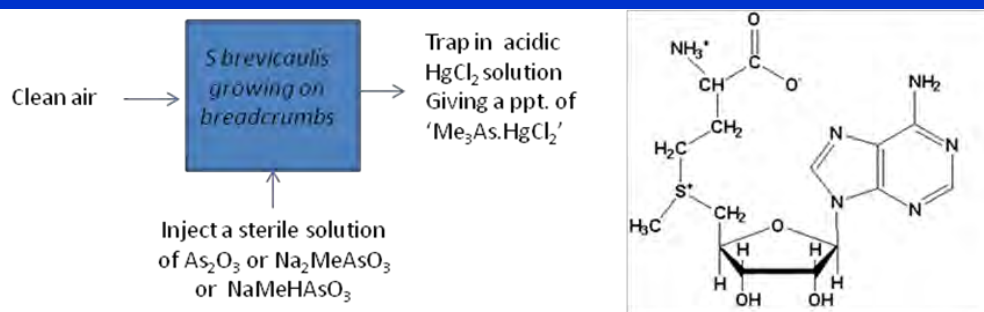 Clean air
S brevicaulis
growing on
breadcrumbs
Trap in acidic
HgCl₂ solution
Giving a ppt. of
‘Me₃As.HgCl₂’
Inject a sterile solution
of As₂O₃ or Na₂MeAsO₃
or NaMeHAsO₃
O
NH₃⁺
C
CH
O⁻
CH₂
H₂C
S⁺
H₃C
CH₂
O
H
H
H
H
OH
OH
NH₂
N
N
N
N